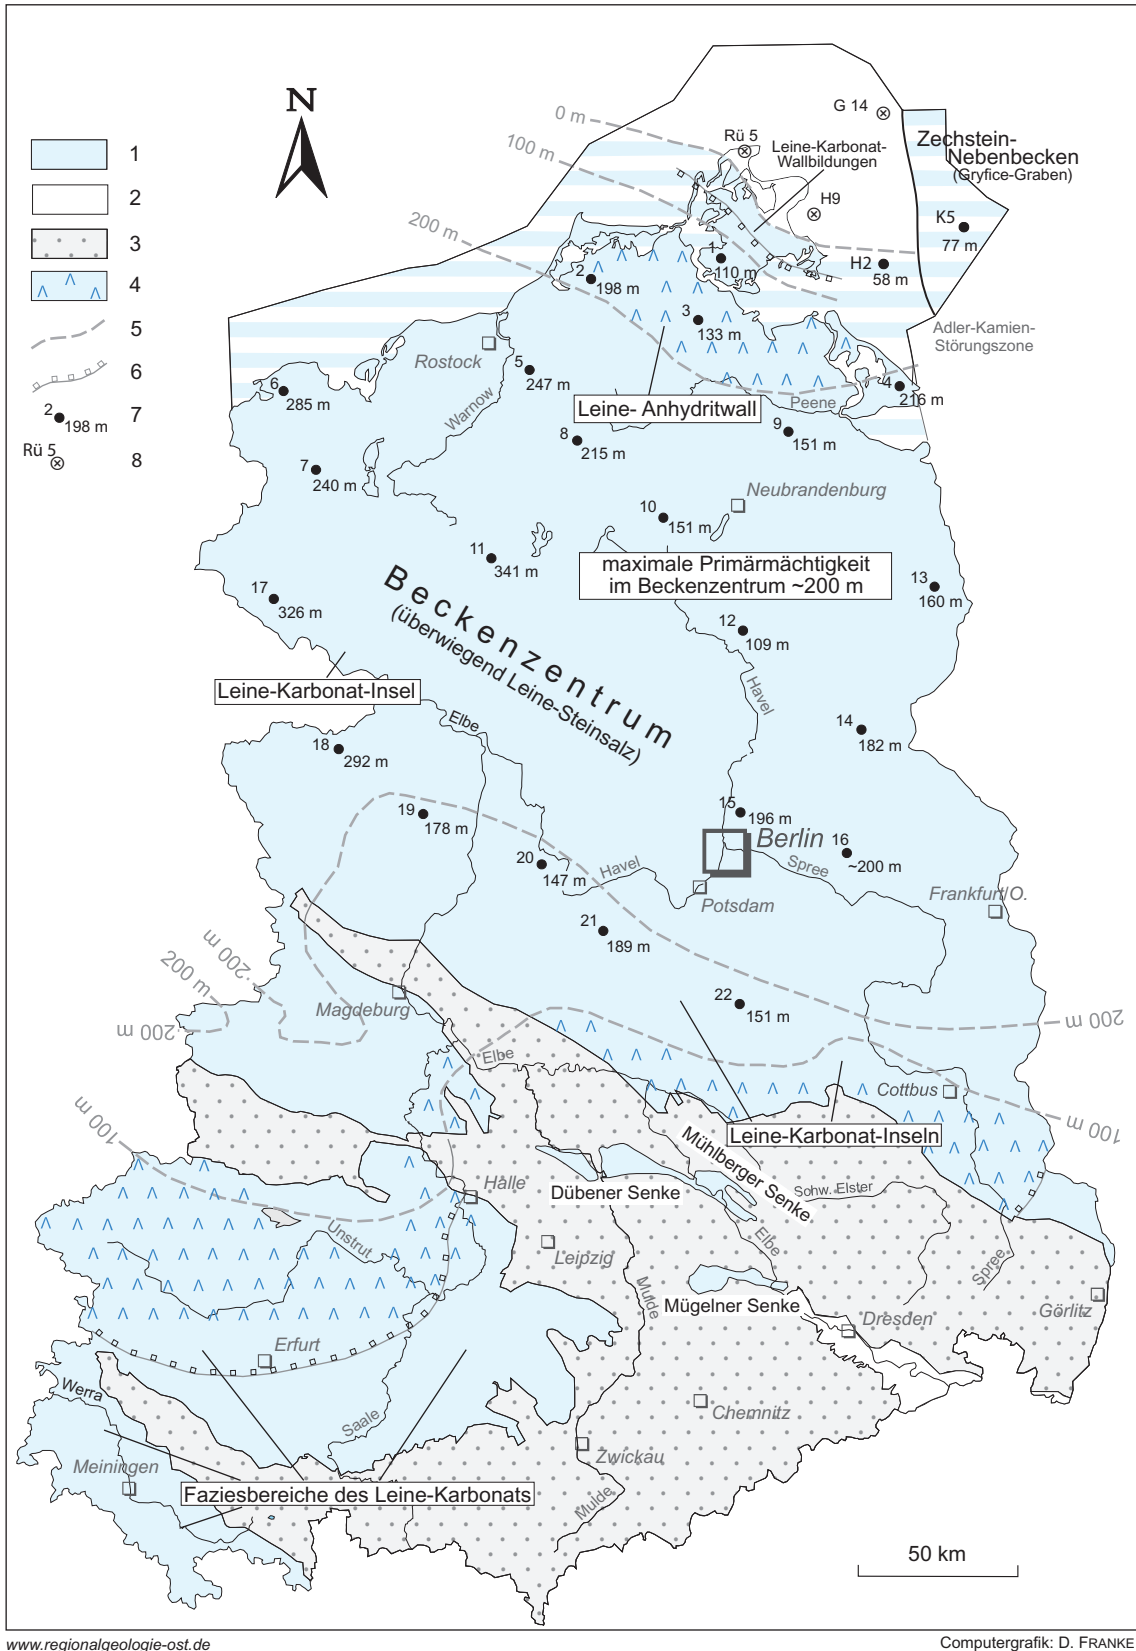 N
1
2
3
4
5
6
7
8
2
198 m
Rü 5
0 m
100 m
200 m
G 14
Rü 5
Leine-Karbonat-
Wallbildungen
H9
Zechstein-
Nebenbecken
(Gryfice-Graben)
K5
77 m
H2
58 m
1
110 m
2
198 m
3
133 m
Adler-Kamien-
Störungszone
Rostock
Warnow
5
247 m
6
285 m
4
216 m
Peene
Leine- Anhydritwall
8
215 m
9
151 m
7
240 m
Neubrandenburg
10
151 m
11
341 m
maximale Primärmächtigkeit
im Beckenzentrum ~200 m
13
160 m
17
326 m
12
109 m
Beckenzentrum
(überwiegend Leine-Steinsalz)
Leine-Karbonat-Insel
Havel
Elbe
14
182 m
18
292 m
19
178 m
15
196 m
Berlin
16
~200 m
Spree
20
147 m
Havel
Potsdam
Frankfurt/O.
21
189 m
22
151 m
200 m
200 m
200 m
Magdeburg
200 m
Elbe
Cottbus
100 m
100 m
Leine-Karbonat-Inseln
Mühlberger Senke
Halle
Dübener Senke
Schw. Elster
Unstrut
Leipzig
Elbe
Spree
Mulde
Mügelner Senke
Dresden
Görlitz
Erfurt
Werra
Saale
Chemnitz
Meiningen
Zwickau
Faziesbereiche des Leine-Karbonats
Mulde
50 km
www.regionalgeologie-ost.de
Computergrafik: D. FRANKE